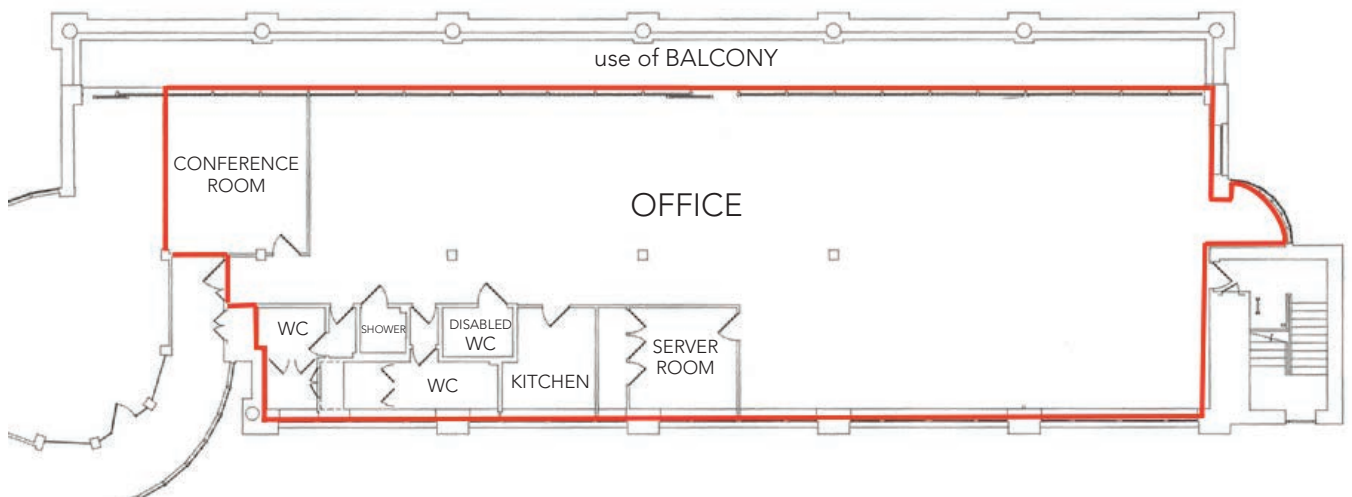 use of BALCONY
CONFERENCE
ROOM
OFFICE
WC
SHOWER
DISABLED
WC
SERVER
ROOM
KITCHEN
WC